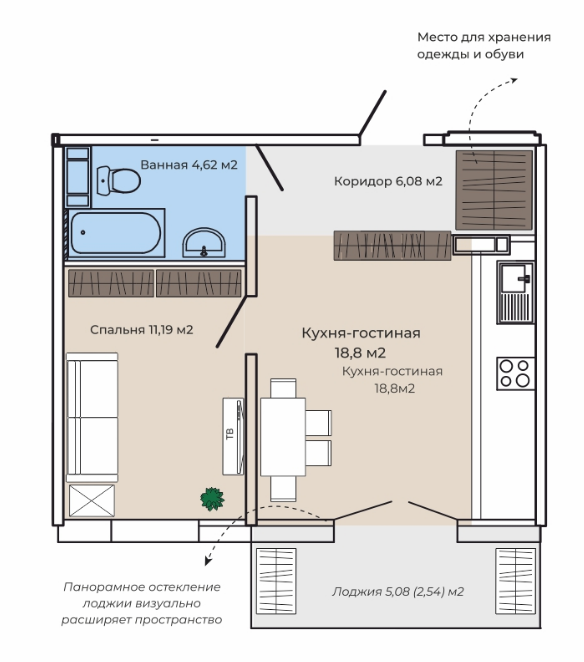 Место для хранения
одежды и обуви
Ванная 4,62 м2
Коридор 6,08 м2
Спальня 11,19 м2
Кухня-гостиная
18,8 м2
Кухня-гостиная
18,8м2
ТВ
Панорамное остекление
лоджии визуально
расширяет пространство
Лоджия 5,08 (2,54) м2